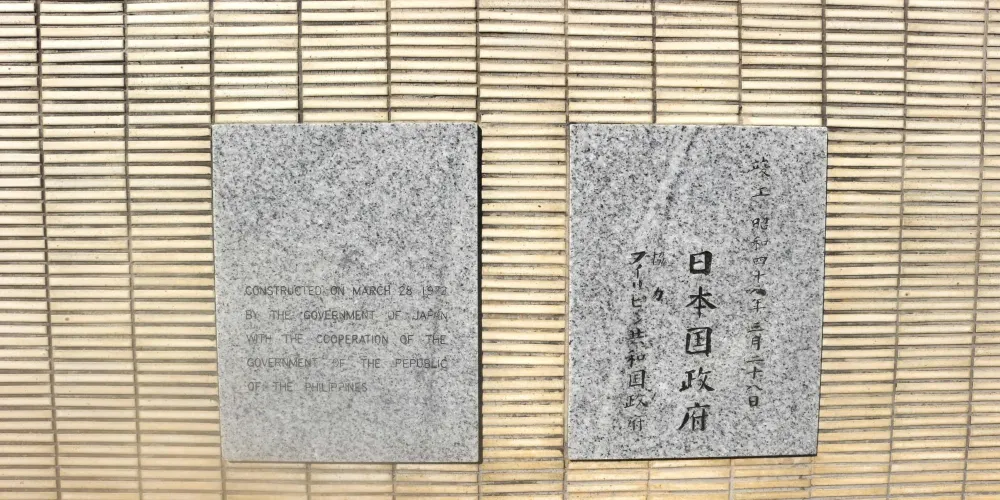 CONSTRUCTED ON MARCH 28 1973
BY THE GOVERNMENT OF JAPAN
WITH THE COOPERATION OF THE
GOVERNMENT OF THE REPUBLIC
OF THE PHILIPPINES
竣工 昭和四十八年三月二十八日
日本国政府
協力
フィリピン共和国政府